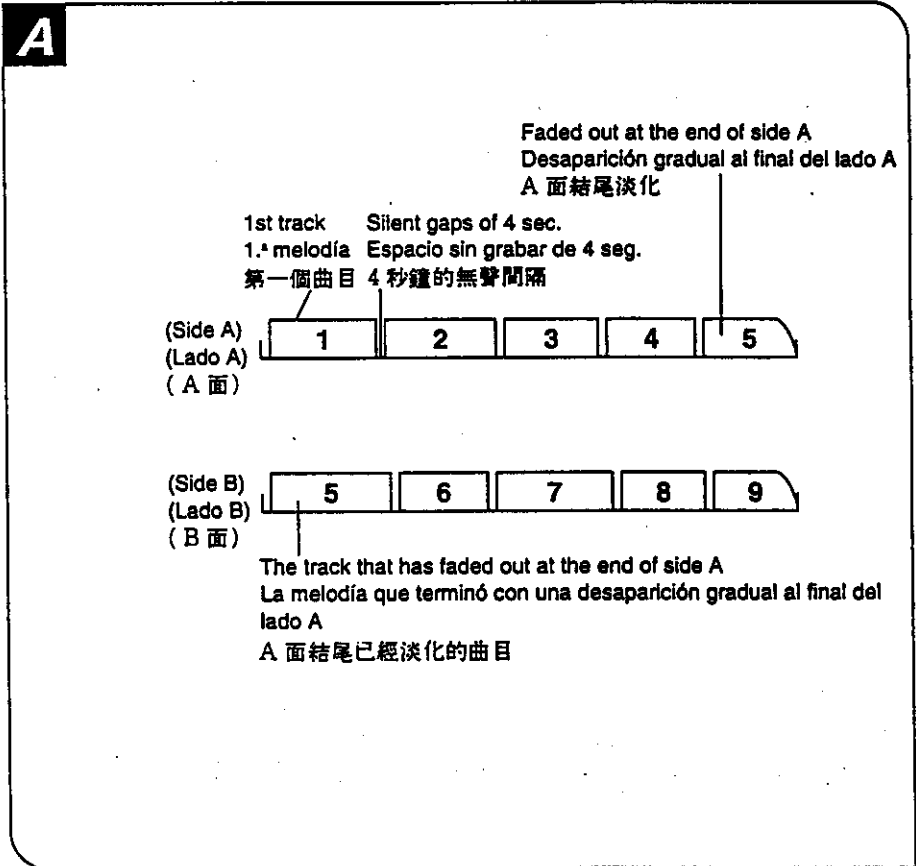 A
Faded out at the end of side A
Desaparición gradual al final del lado A
A 面結尾淡化
1st track Silent gaps of 4 sec.
1.ª melodía Espacio sin grabar de 4 seg.
第一個曲目 4 秒鐘的無聲間隔
(Side A)
(Lado A)
(A 面)
1 2 3 4 5
(Side B)
(Lado B)
(B 面)
5 6 7 8 9
The track that has faded out at the end of side A
La melodía que terminó con una desaparición gradual al final del
lado A
A 面結尾已經淡化的曲目